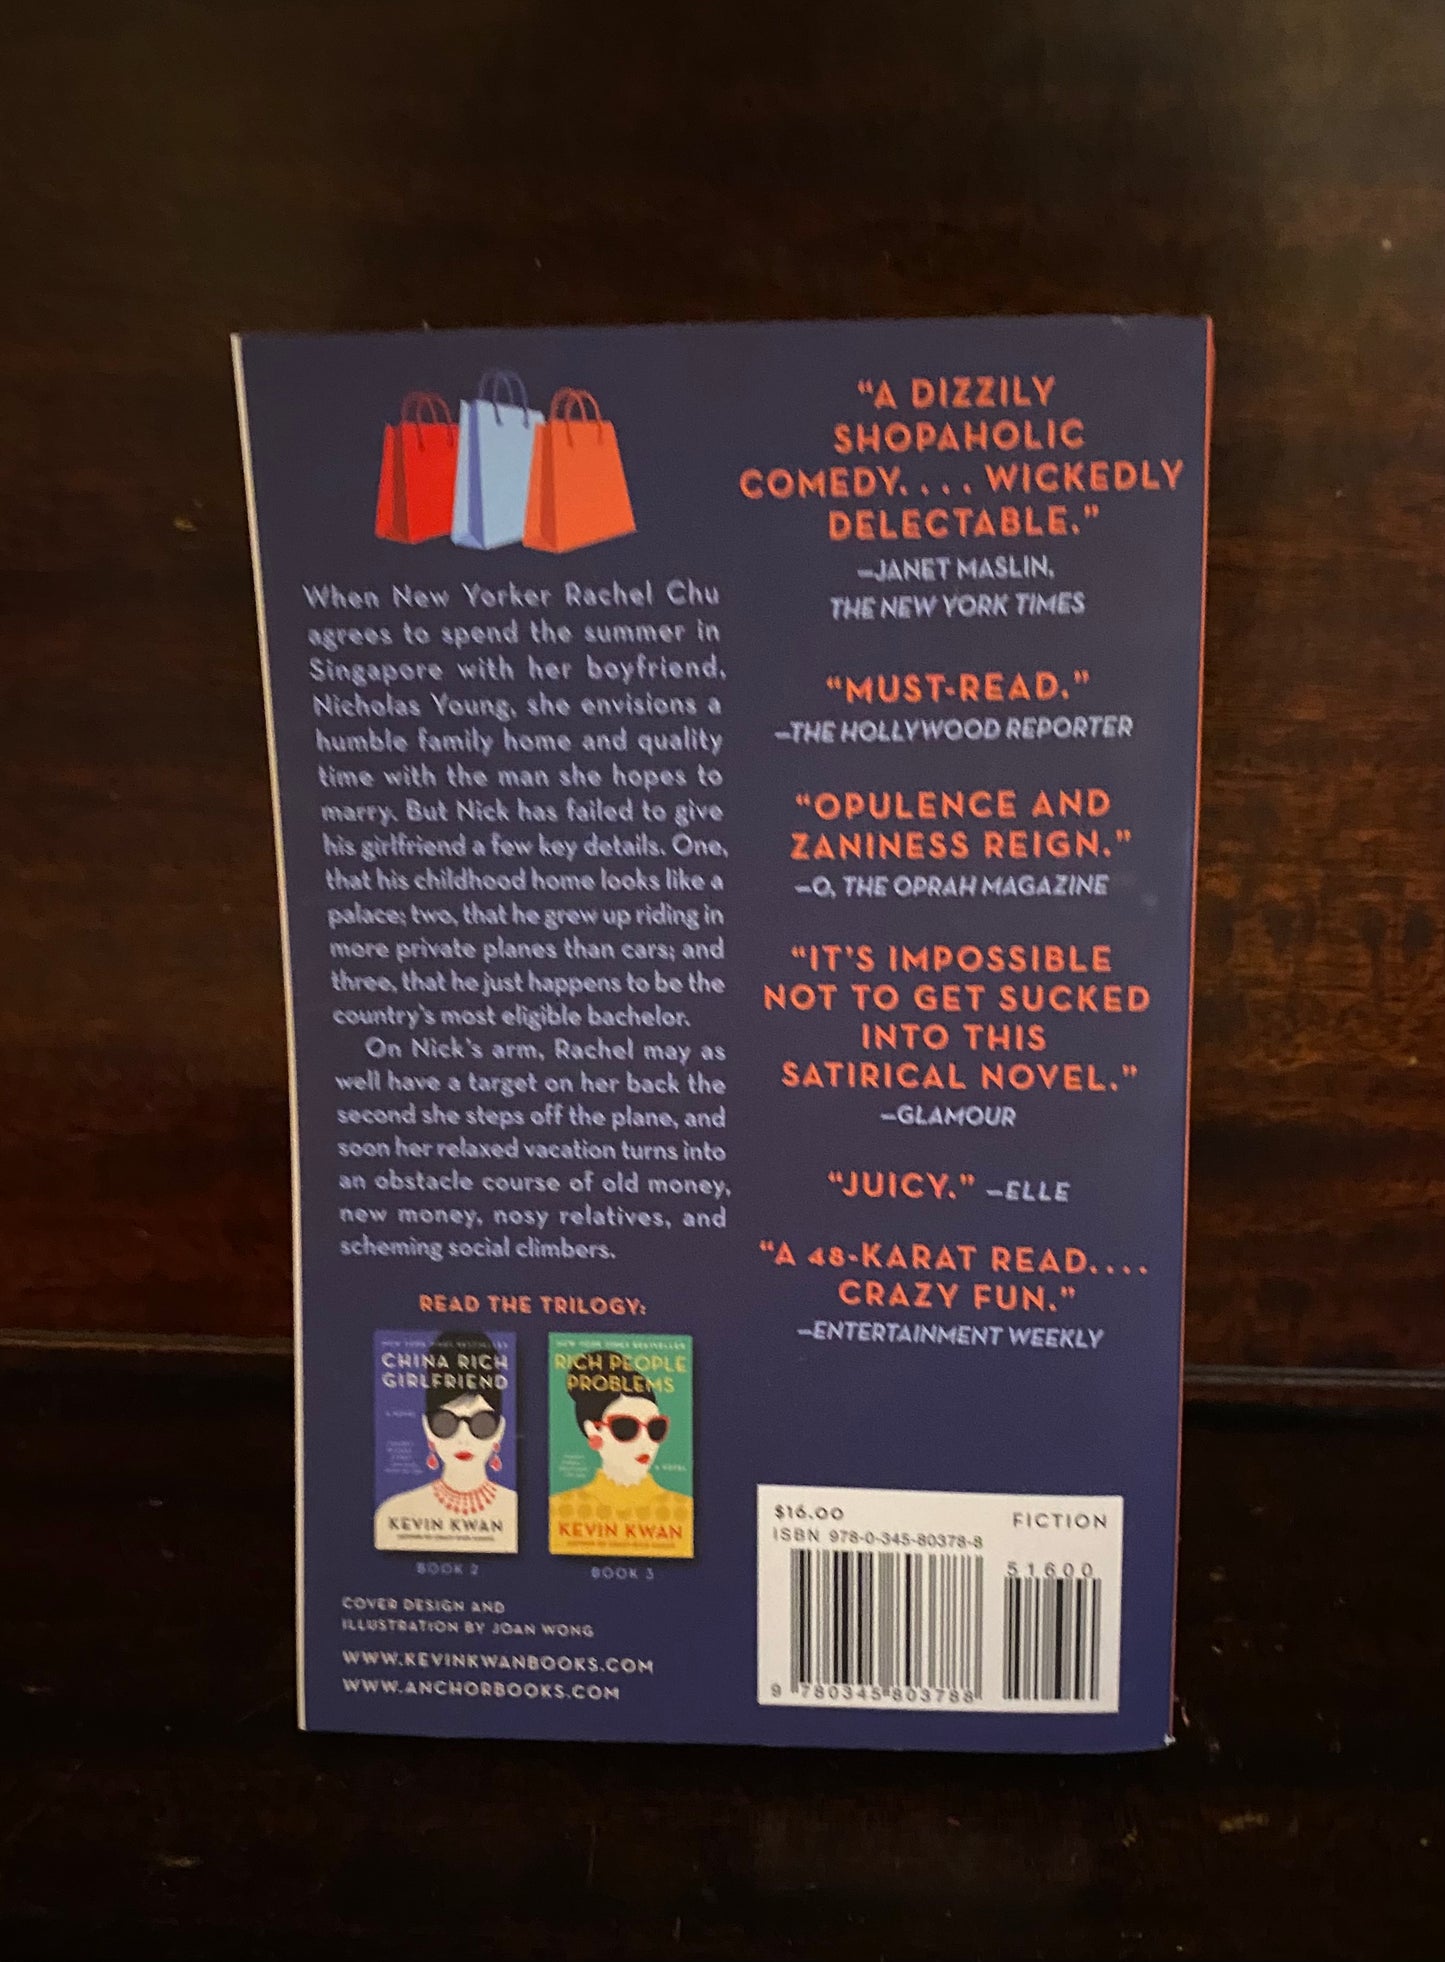 When New Yorker Rachel Chu
agrees to spend the summer in
Singapore with her boyfriend,
Nicholas Young, she envisions a
humble family home and quality
time with the man she hopes to
marry. But Nick has failed to give
his girlfriend a few key details. One,
that his childhood home looks like a
palace; two, that he grew up riding in
more private planes than cars; and
three, that he just happens to be the
country's most eligible bachelor.
On Nick's arm, Rachel may as
well have a target on her back the
second she steps off the plane, and
soon her relaxed vacation turns into
an obstacle course of old money,
new money, nosy relatives, and
scheming social climbers.
READ THE TRILOGY:
CHINA RICH
GIRLFRIEND
KEVIN KWAN
BOOK 2
RICH PEOPLE
PROBLEMS
A NOVEL
KEVIN KWAN
BOOK 3
COVER DESIGN AND
ILLUSTRATION BY JOAN WONG
WWW.KEVINKWANBOOKS.COM
WWW.ANCHORBOOKS.COM
“A DIZZILY
SHOPAHOLIC
COMEDY. . . . WICKEDLY
DELECTABLE.”
—JANET MASLIN,
THE NEW YORK TIMES
“MUST-READ.”
—THE HOLLYWOOD REPORTER
“OPULENCE AND
ZANINESS REIGN.”
—O, THE OPRAH MAGAZINE
“IT'S IMPOSSIBLE
NOT TO GET SUCKED
INTO THIS
SATIRICAL NOVEL.”
—GLAMOUR
“JUICY.” —ELLE
“A 48-KARAT READ. . . .
CRAZY FUN.”
—ENTERTAINMENT WEEKLY
$16.00 FICTION
ISBN 978-0-345-80378-8
51600
9 780345 803788